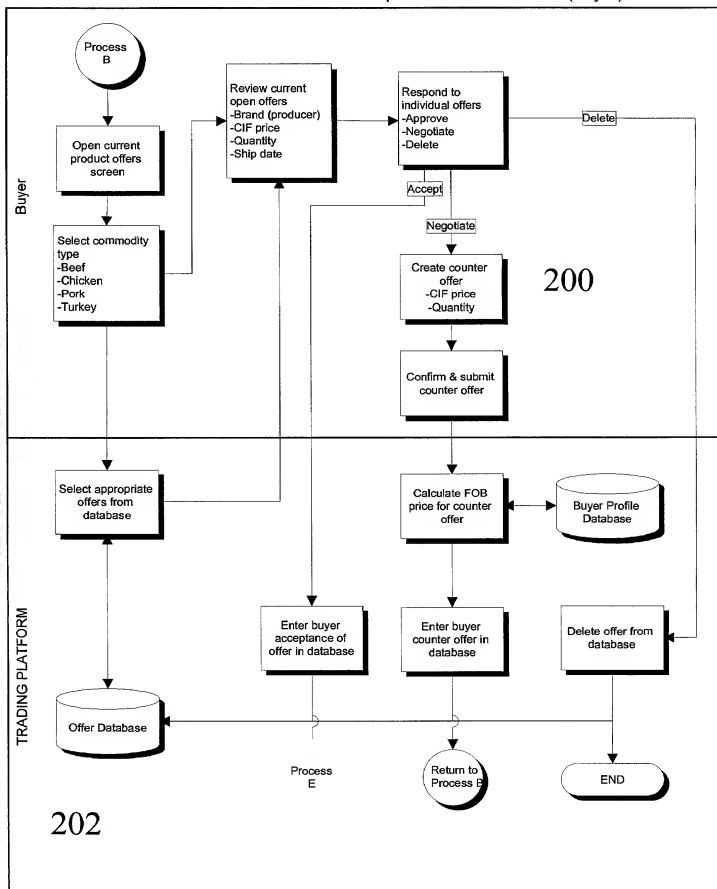 Process
B
Open current
product offers
screen
Select commodity
type
-Beef
-Chicken
-Pork
-Turkey
Review current
open offers
-Brand (producer)
-CIF price
-Quantity
-Ship date
Respond to
individual offers
-Approve
-Negotiate
-Delete
Delete
Accept
Negotiate
Create counter
offer
-CIF price
-Quantity
200
Confirm & submit
counter offer
Buyer
Select appropriate
offers from
database
Calculate FOB
price for counter
offer
Buyer Profile
Database
Enter buyer
acceptance of
offer in database
Enter buyer
counter offer in
database
Delete offer from
database
TRADING PLATFORM
Offer Database
Process
E
Return to
Process B
END
202